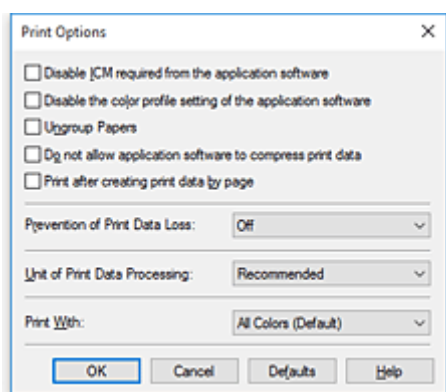 Print Options
Disable ICM required from the application software
Disable the color profile setting of the application software
Ungroup Papers
Do not allow application software to compress print data
Print after creating print data by page
Prevention of Print Data Loss: Off
Unit of Print Data Processing: Recommended
Print With: All Colors (Default)
OK Cancel Defaults Help